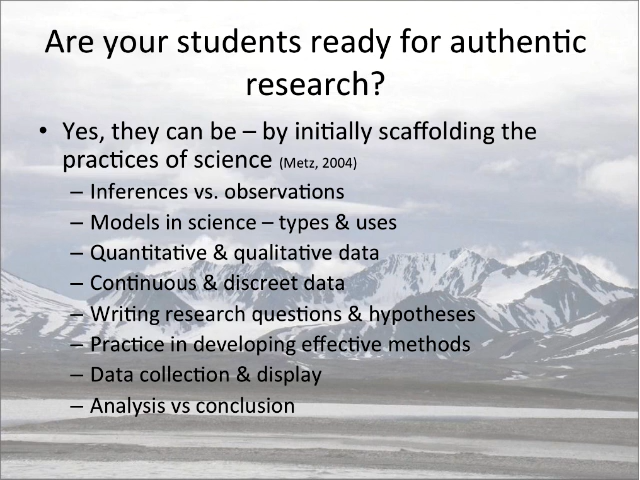 Are your students ready for authentic
research?
• Yes, they can be – by initially scaffolding the
practices of science (Metz, 2004)
– Inferences vs. observations
– Models in science – types & uses
– Quantitative & qualitative data
– Continuous & discreet data
– Writing research questions & hypotheses
– Practice in developing effective methods
– Data collection & display
– Analysis vs conclusion